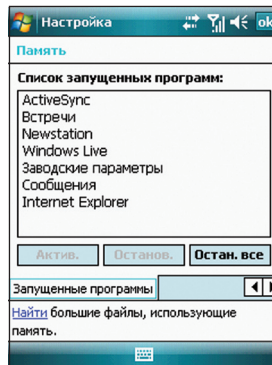 Настройка ok
Память
Список запущенных программ:
ActiveSync
Встречи
Newstation
Windows Live
Заводские параметры
Сообщения
Internet Explorer
Актив. Останов. Остан. все
Запущенные программы
Найти большие файлы, использующие
память.